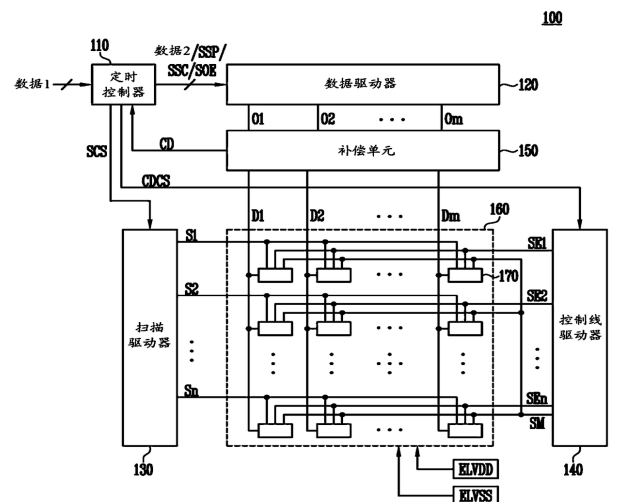 100
110
数据2/SSP/
SSC/SOE
数据1
定时
控制器
数据驱动器
120
O1
O2
Om
CD
补偿单元
150
SCS
CDCS
D1
D2
Dm
160
S1
SE1
170
S2
SE2
扫描
驱动器
控制线
驱动器
Sn
SEn
SM
130
ELVDD
140
ELVSS